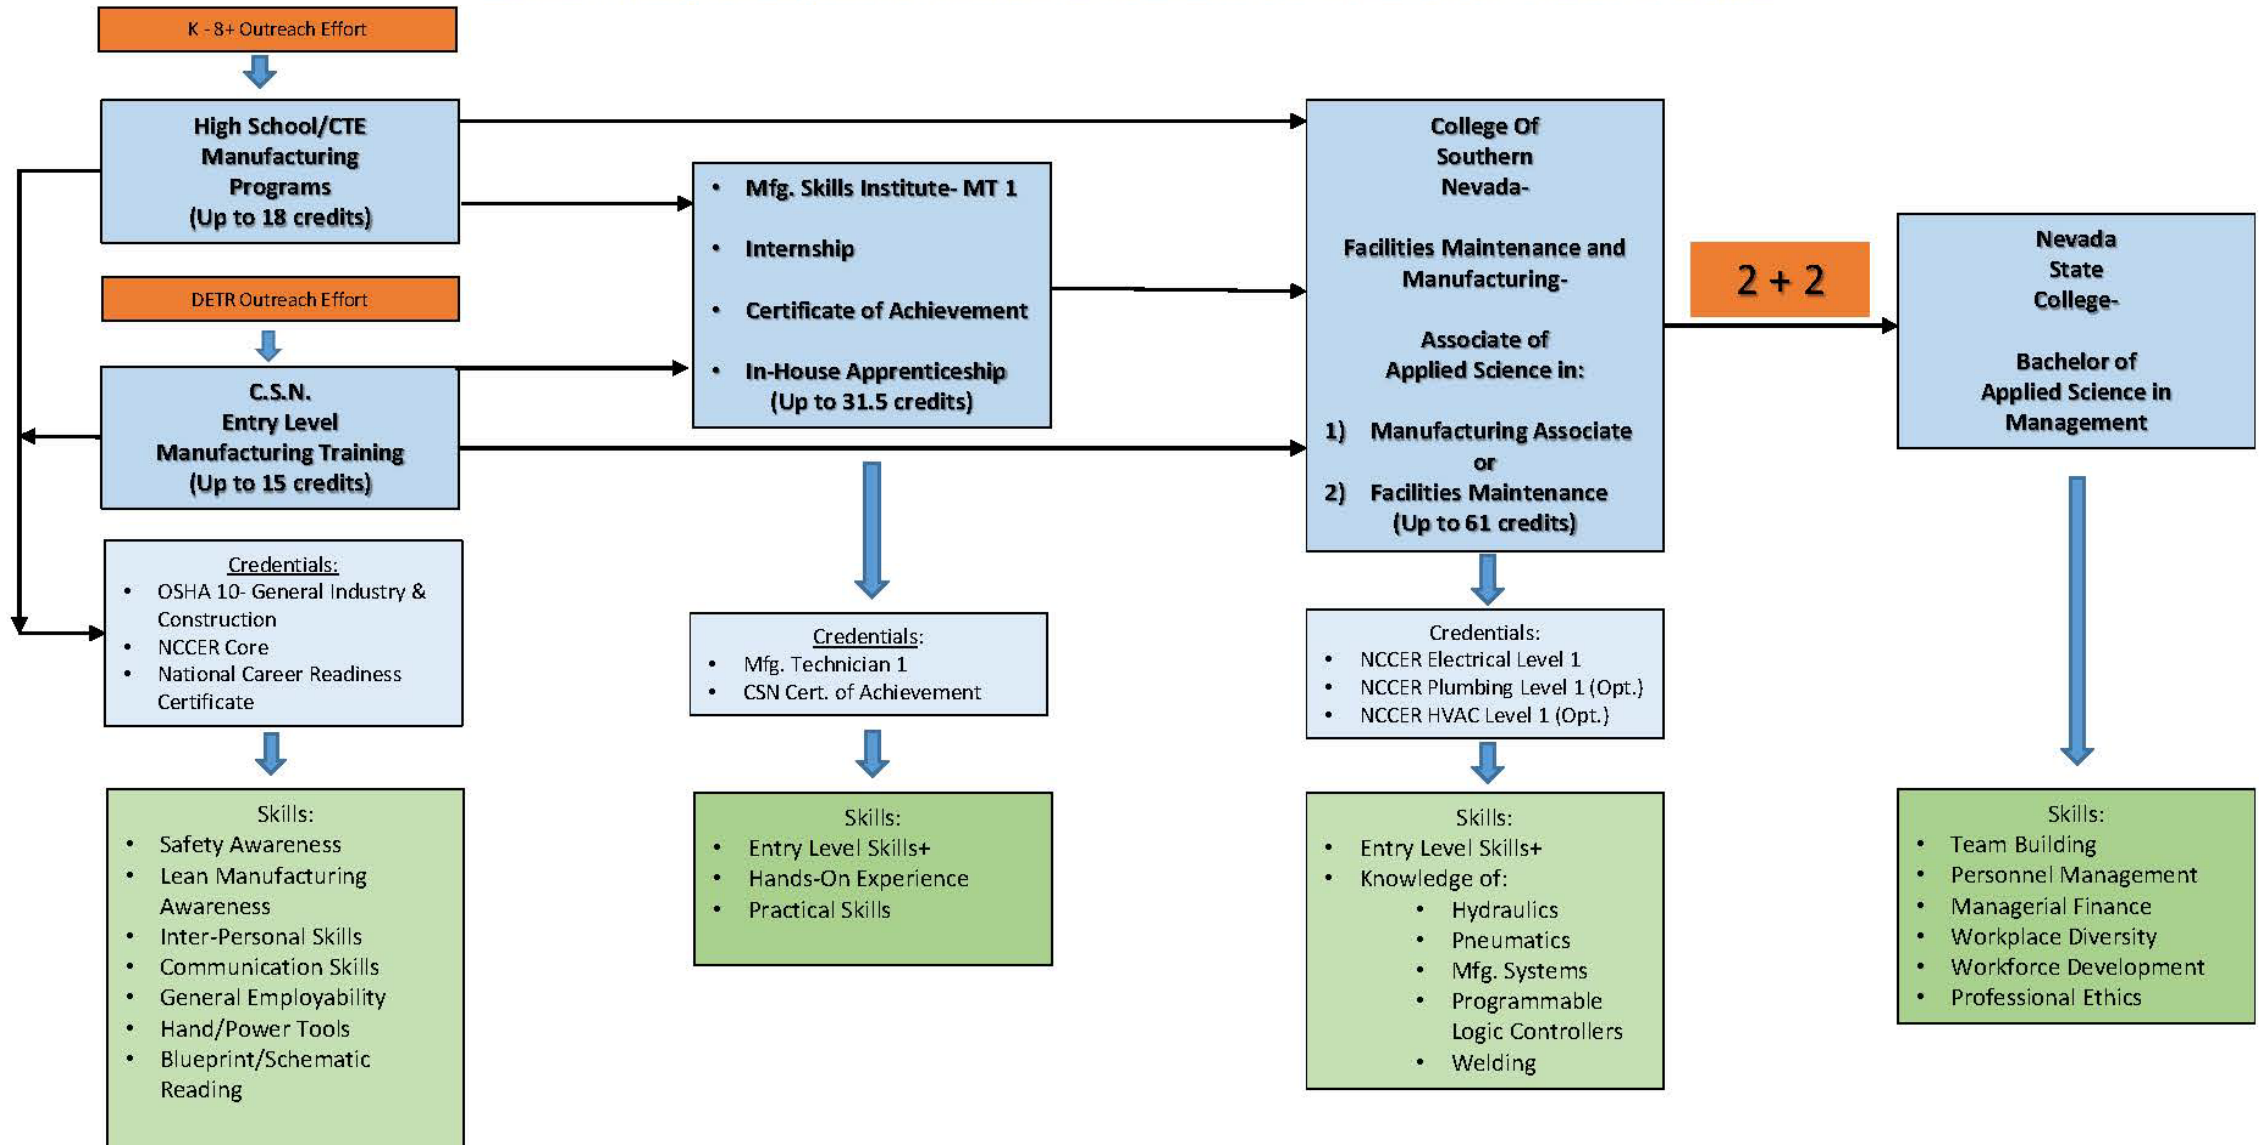 K - 8+ Outreach Effort
High School/CTE
Manufacturing
Programs
(Up to 18 credits)
DETR Outreach Effort
C.S.N.
Entry Level
Manufacturing Training
(Up to 15 credits)
Credentials:
• OSHA 10- General Industry &
Construction
• NCCER Core
• National Career Readiness
Certificate
Skills:
• Safety Awareness
• Lean Manufacturing
Awareness
• Inter-Personal Skills
• Communication Skills
• General Employability
• Hand/Power Tools
• Blueprint/Schematic
Reading
• Mfg. Skills Institute- MT 1
• Internship
• Certificate of Achievement
• In-House Apprenticeship
(Up to 31.5 credits)
Credentials:
• Mfg. Technician 1
• CSN Cert. of Achievement
Skills:
• Entry Level Skills+
• Hands-On Experience
• Practical Skills
College Of
Southern
Nevada-
Facilities Maintenance and
Manufacturing-
Associate of
Applied Science in:
1) Manufacturing Associate
or
2) Facilities Maintenance
(Up to 61 credits)
Credentials:
• NCCER Electrical Level 1
• NCCER Plumbing Level 1 (Opt.)
• NCCER HVAC Level 1 (Opt.)
Skills:
• Entry Level Skills+
• Knowledge of:
• Hydraulics
• Pneumatics
• Mfg. Systems
• Programmable
Logic Controllers
• Welding
2 + 2
Nevada
State
College-
Bachelor of
Applied Science in
Management
Skills:
• Team Building
• Personnel Management
• Managerial Finance
• Workplace Diversity
• Workforce Development
• Professional Ethics